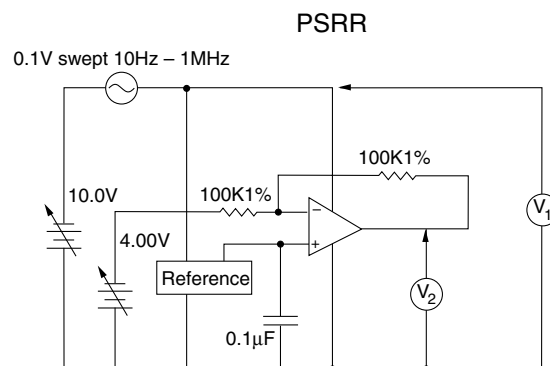 PSRR
0.1V swept 10Hz – 1MHz
100K1%
100K1%
10.0V
4.00V
–
+
V1
Reference
V2
0.1μF